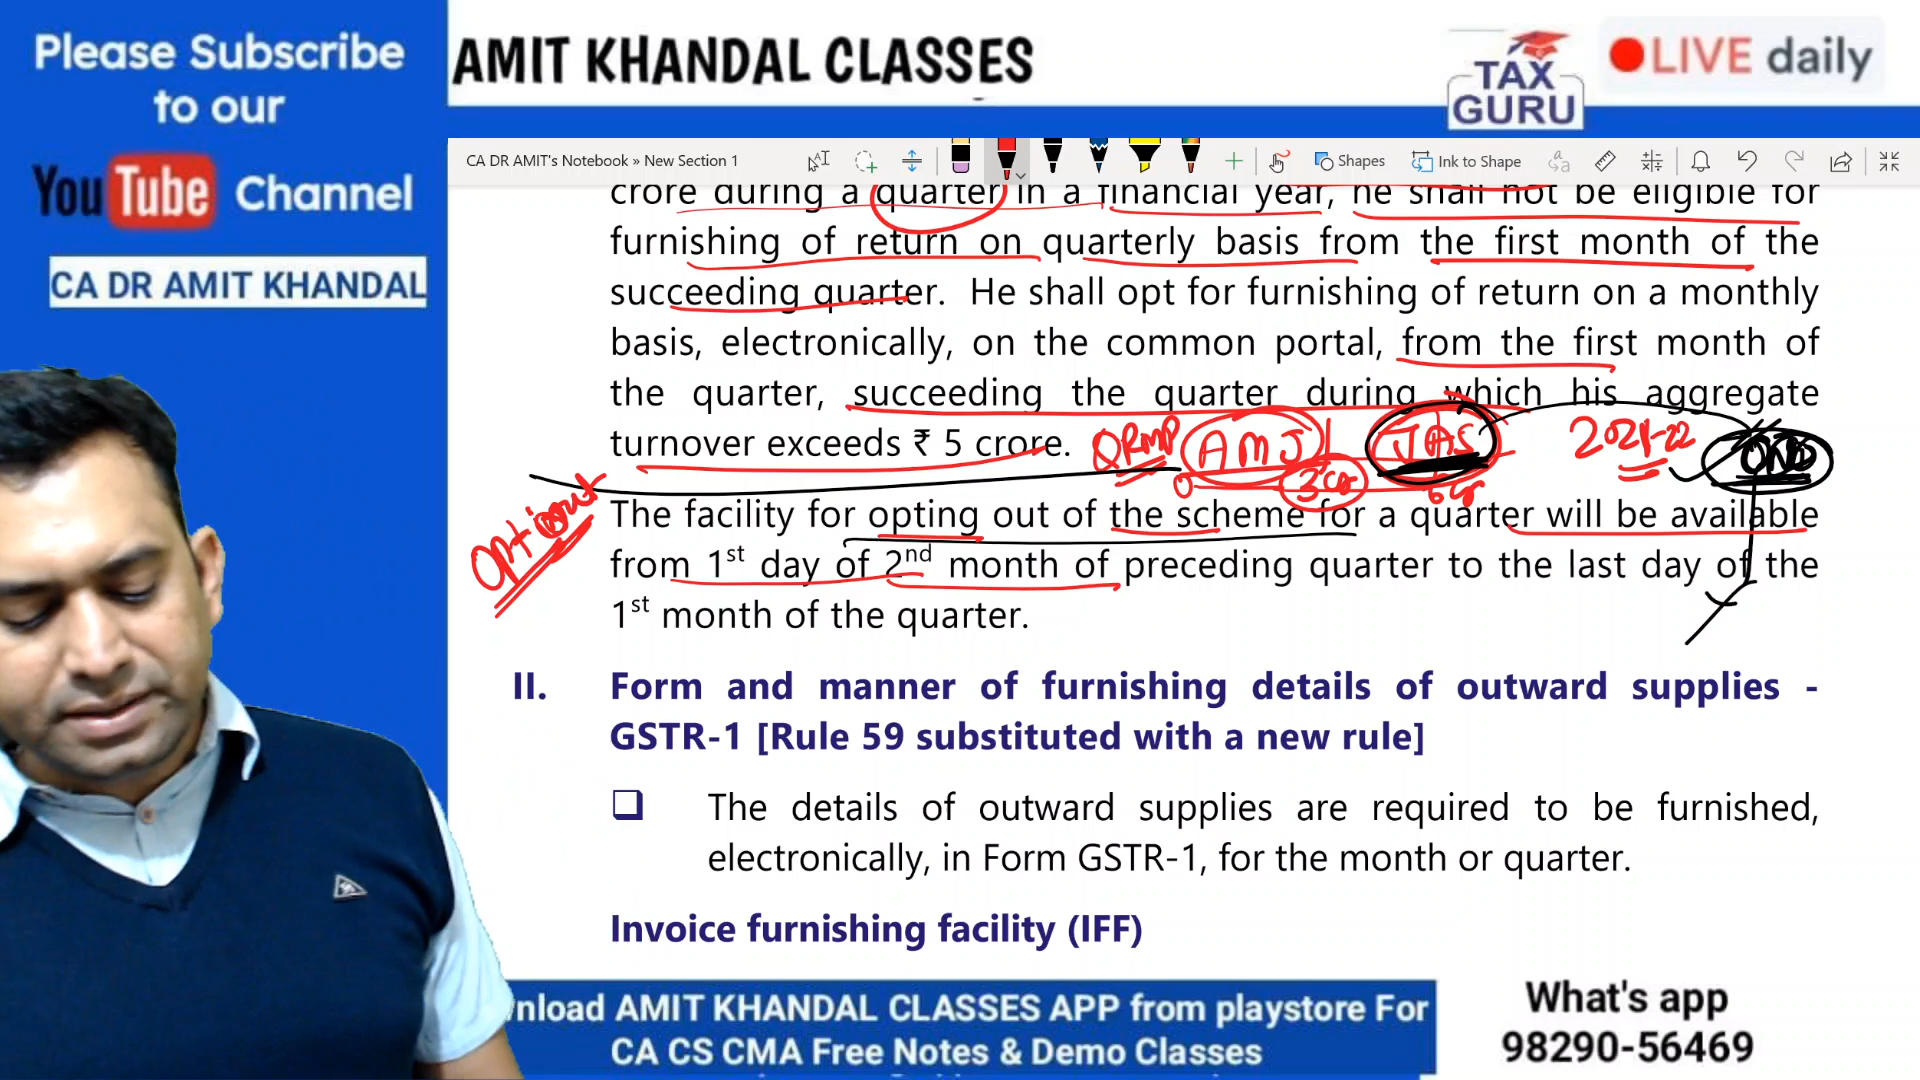 Please Subscribe
to our
YouTube Channel
CA DR AMIT KHANDAL
AMIT KHANDAL CLASSES
TAX
GURU
LIVE daily
CA DR AMIT's Notebook » New Section 1
Shapes
Ink to Shape
crore during a quarter in a financial year, he shall not be eligible for
furnishing of return on quarterly basis from the first month of the
succeeding quarter. He shall opt for furnishing of return on a monthly
basis, electronically, on the common portal, from the first month of
the quarter, succeeding the quarter during which his aggregate
turnover exceeds ₹ 5 crore.
QRMP AMJ JAS 2021-22 OND
0 3Cr 6Cr
Opt out
The facility for opting out of the scheme for a quarter will be available
from 1st day of 2nd month of preceding quarter to the last day of the
1st month of the quarter.
II. Form and manner of furnishing details of outward supplies -
GSTR-1 [Rule 59 substituted with a new rule]
❑ The details of outward supplies are required to be furnished,
electronically, in Form GSTR-1, for the month or quarter.
Invoice furnishing facility (IFF)
nload AMIT KHANDAL CLASSES APP from playstore For
CA CS CMA Free Notes & Demo Classes
What's app
98290-56469